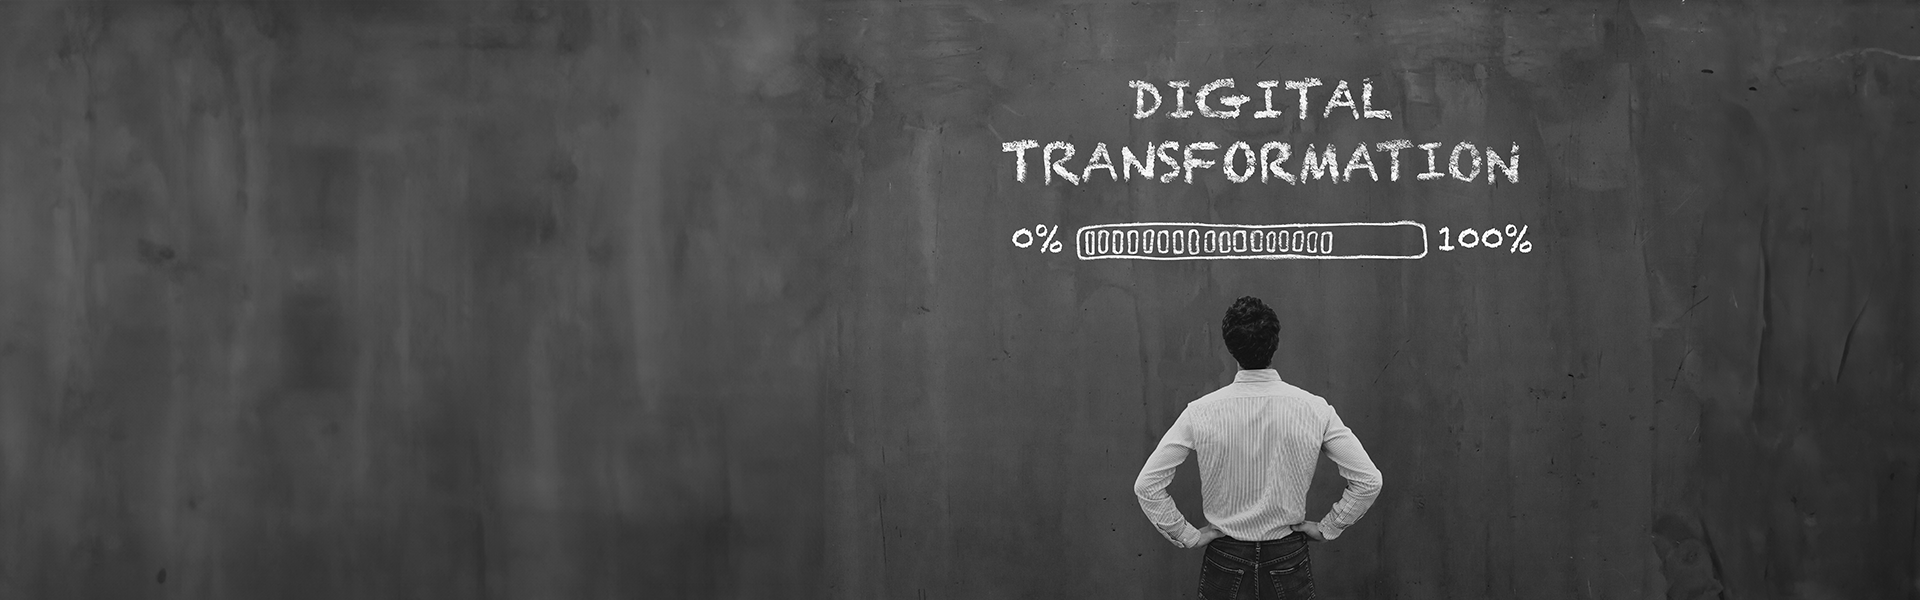 DIGITAL
TRANSFORMATION
0% 100%